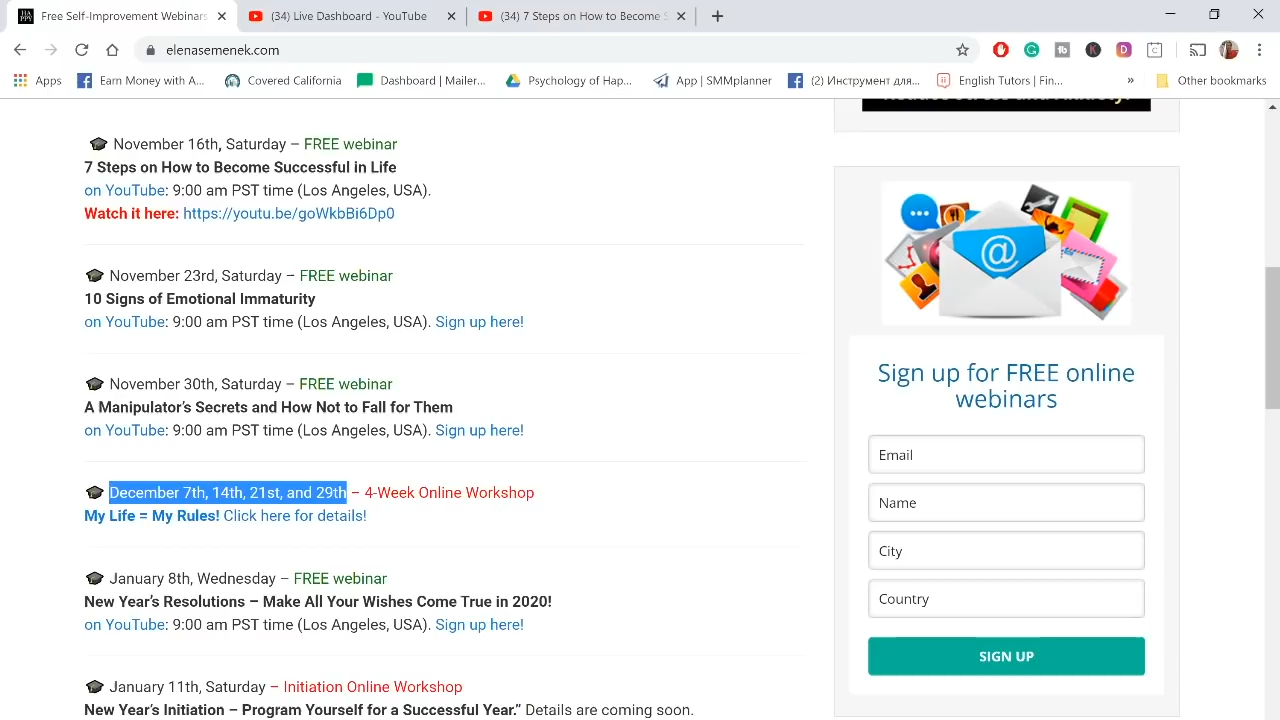 Free Self-Improvement Webinars
(34) Live Dashboard - YouTube
(34) 7 Steps on How to Become S
elenasemenek.com
Apps
Earn Money with A...
Covered California
Dashboard | Mailer...
Psychology of Hap...
App | SMMplanner
(2) Инструмент для...
English Tutors | Fin...
»
Other bookmarks
November 16th, Saturday – FREE webinar
7 Steps on How to Become Successful in Life
on YouTube: 9:00 am PST time (Los Angeles, USA).
Watch it here: https://youtu.be/goWkbBi6Dp0
November 23rd, Saturday – FREE webinar
10 Signs of Emotional Immaturity
on YouTube: 9:00 am PST time (Los Angeles, USA). Sign up here!
November 30th, Saturday – FREE webinar
A Manipulator’s Secrets and How Not to Fall for Them
on YouTube: 9:00 am PST time (Los Angeles, USA). Sign up here!
December 7th, 14th, 21st, and 29th – 4-Week Online Workshop
My Life = My Rules! Click here for details!
January 8th, Wednesday – FREE webinar
New Year’s Resolutions – Make All Your Wishes Come True in 2020!
on YouTube: 9:00 am PST time (Los Angeles, USA). Sign up here!
January 11th, Saturday – Initiation Online Workshop
New Year’s Initiation – Program Yourself for a Successful Year.” Details are coming soon.
Sign up for FREE online
webinars
Email
Name
City
Country
SIGN UP